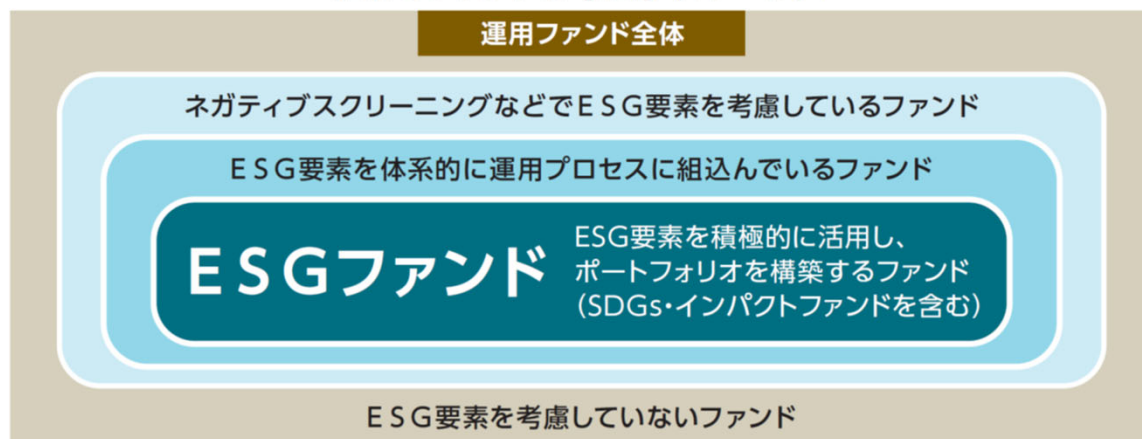 運用ファンド全体
ネガティブスクリーニングなどでESG要素を考慮しているファンド
ESG要素を体系的に運用プロセスに組込んでいるファンド
ESGファンド
ESG要素を積極的に活用し、
ポートフォリオを構築するファンド
(SDGs・インパクトファンドを含む)
ESG要素を考慮していないファンド